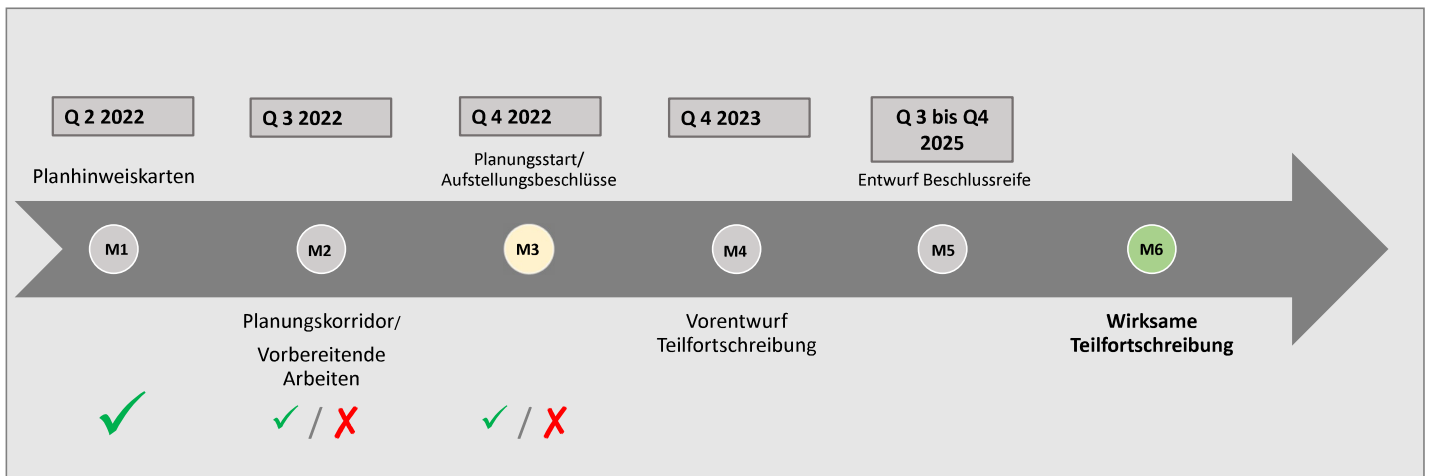 Q 2 2022
Q 3 2022
Q 4 2022
Q 4 2023
Q 3 bis Q4
2025
Planhinweiskarten
Planungsstart/
Aufstellungsbeschlüsse
Entwurf Beschlussreife
M1
M2
M3
M4
M5
M6
Planungskorridor/
Vorbereitende
Arbeiten
Vorentwurf
Teilfortschreibung
Wirksame
Teilfortschreibung
✓
✓ / ✗
✓ / ✗